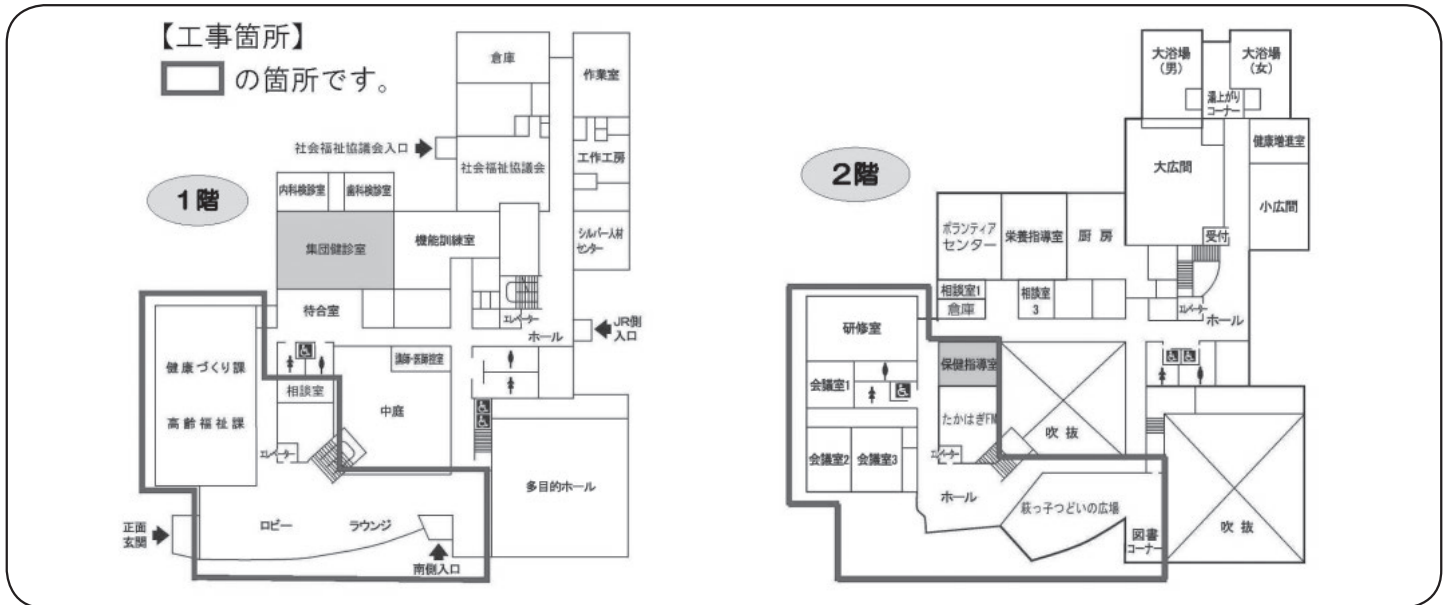 【工事箇所】
の箇所です。
1階
倉庫
作業室
社会福祉協議会入口
社会福祉協議会
工作工房
内科検診室
歯科検診室
集団健診室
機能訓練室
シルバー人材
センター
待合室
エレベーター
ホール
JR側
入口
健康づくり課
高齢福祉課
相談室
講師・医師控室
中庭
エレベーター
多目的ホール
正面
玄関
ロビー
ラウンジ
南側入口
2階
大浴場
(男)
大浴場
(女)
湯上がり
コーナー
健康増進室
大広間
小広間
受付
ボランティア
センター
栄養指導室
厨房
相談室1
倉庫
相談室
3
エレベーター
ホール
研修室
保健指導室
会議室1
たかはぎFM
吹抜
会議室2
会議室3
エレベーター
ホール
萩っ子つどいの広場
図書
コーナー
吹抜